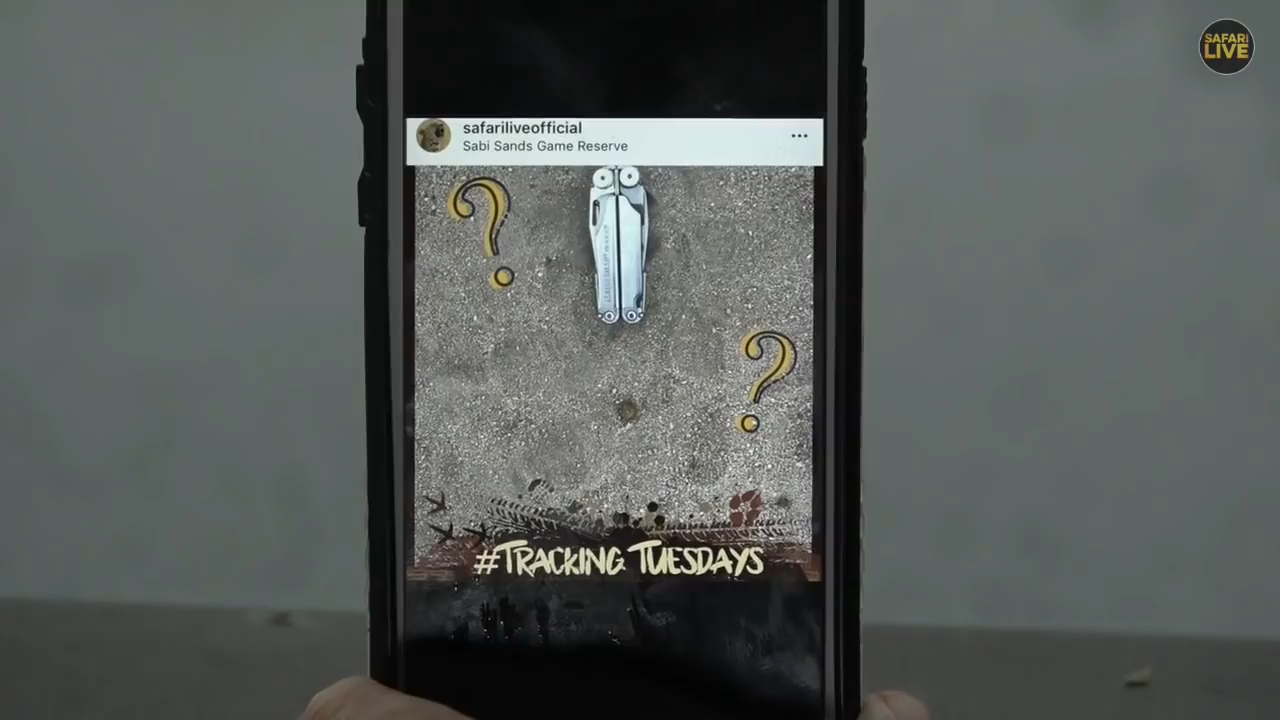 SAFARI
LIVE
safariliveofficial
Sabi Sands Game Reserve
?
?
#TRACKING TUESDAYS